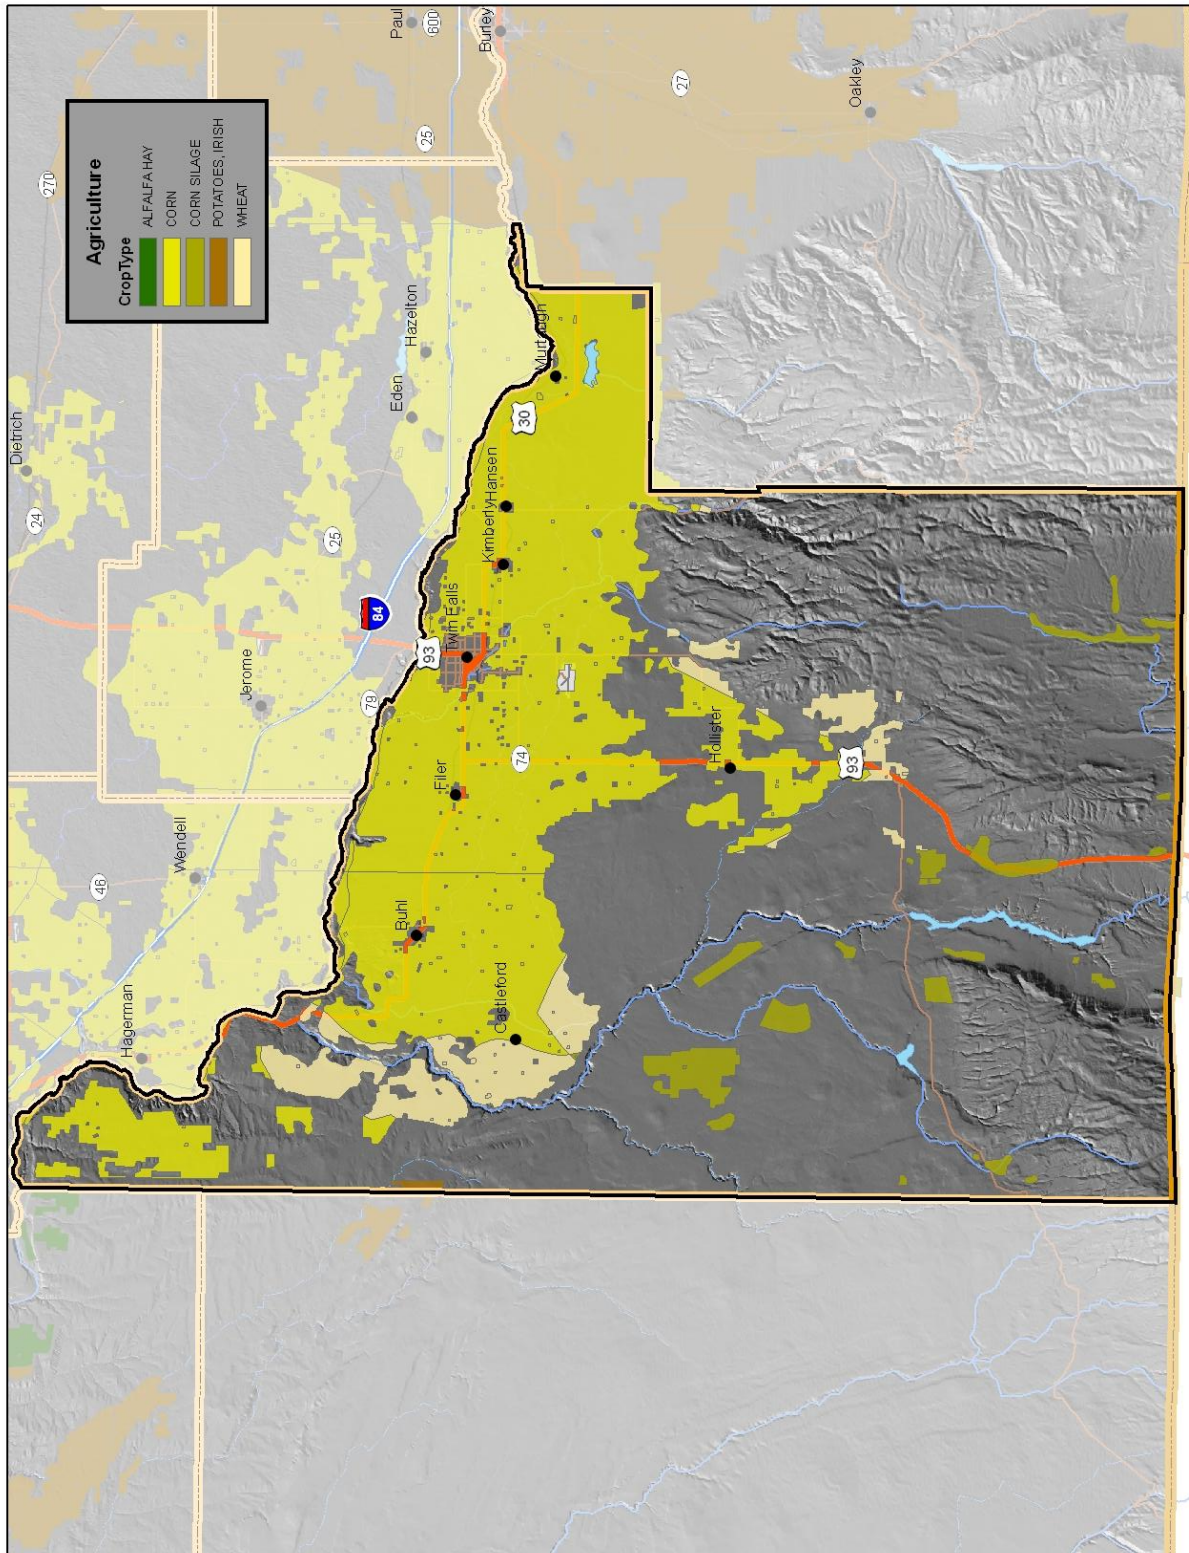 Agriculture
CropType
ALFALFA HAY
CORN
CORN SILAGE
POTATOES, IRISH
WHEAT
Dietrich
24
270
46
Hagerman
Wendell
Jerome
25
79
84
Eden
Paul
Buhl
Hazelton
25
93
600
Filer
Twin Falls
Burley
Kimberly
Hansen
Castleford
74
30
Murtaugh
27
Hollister
93
Oakley